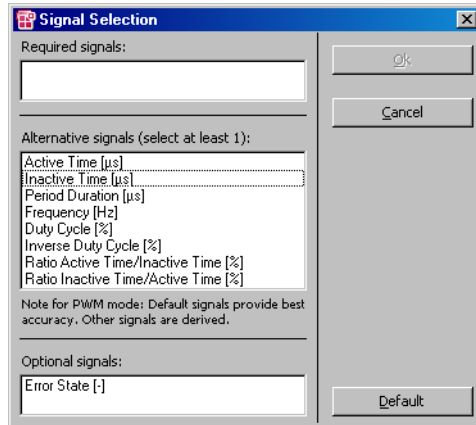 Signal Selection
Required signals:
Ok
Cancel
Alternative signals (select at least 1):
Active Time [µs]
Inactive Time [µs]
Period Duration [µs]
Frequency [Hz]
Duty Cycle [%]
Inverse Duty Cycle [%]
Ratio Active Time/Inactive Time [%]
Ratio Inactive Time/Active Time [%]
Note for PWM mode: Default signals provide best
accuracy. Other signals are derived.
Optional signals:
Error State [-]
Default